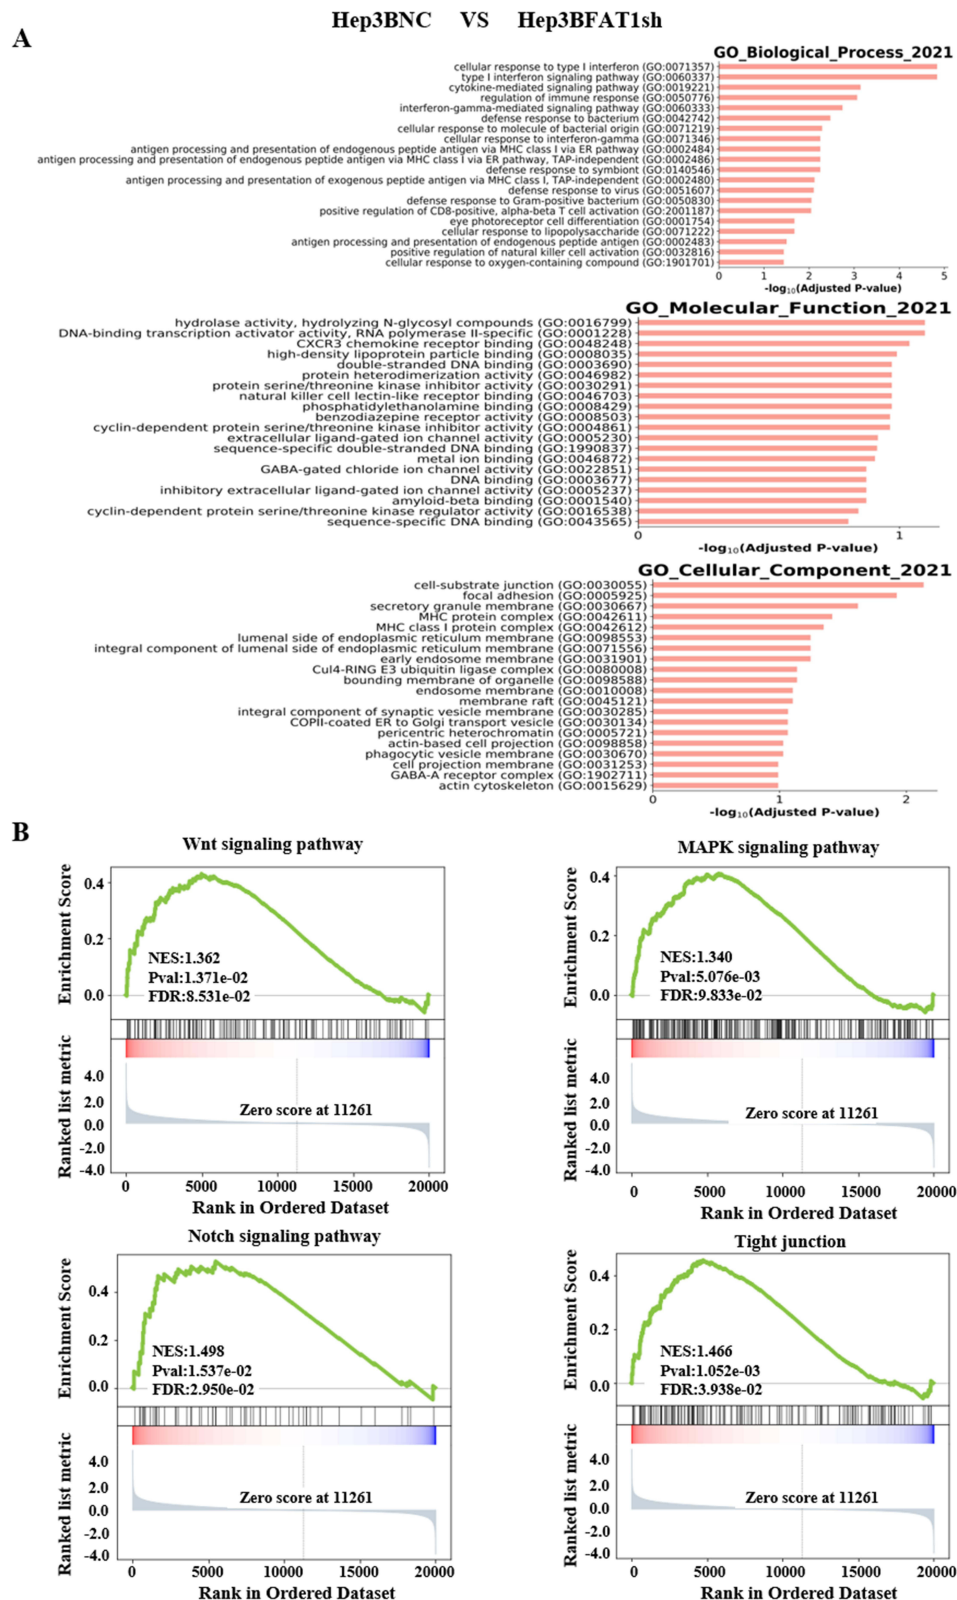 Hep3BNC VS Hep3BFAT1sh
A
GO_Biological_Process_2021
cellular response to type I interferon (GO:0071357)
type I interferon signaling pathway (GO:0060337)
cytokine-mediated signaling pathway (GO:0019221)
regulation of immune response (GO:0050776)
interferon-gamma-mediated signaling pathway (GO:0060333)
defense response to bacterium (GO:0042742)
cellular response to molecule of bacterial origin (GO:0071219)
cellular response to interferon-gamma (GO:0071346)
antigen processing and presentation of endogenous peptide antigen via MHC class I via ER pathway (GO:0002484)
antigen processing and presentation of endogenous peptide antigen via MHC class I via ER pathway, TAP-independent (GO:0002486)
defense response to symbiont (GO:0140546)
antigen processing and presentation of exogenous peptide antigen via MHC class I, TAP-independent (GO:0002480)
defense response to virus (GO:0051607)
defense response to Gram-positive bacterium (GO:0050830)
positive regulation of CD8-positive, alpha-beta T cell activation (GO:2001187)
eye photoreceptor cell differentiation (GO:0001754)
cellular response to lipopolysaccharide (GO:0071222)
antigen processing and presentation of endogenous peptide antigen (GO:0002483)
positive regulation of natural killer cell activation (GO:0032816)
cellular response to oxygen-containing compound (GO:1901701)
0 1 2 3 4 5
-log10(Adjusted P-value)
GO_Molecular_Function_2021
hydrolase activity, hydrolyzing N-glycosyl compounds (GO:0016799)
DNA-binding transcription activator activity, RNA polymerase II-specific (GO:0001228)
CXCR3 chemokine receptor binding (GO:0048248)
high-density lipoprotein particle binding (GO:0008035)
double-stranded DNA binding (GO:0003690)
protein heterodimerization activity (GO:0046982)
protein serine/threonine kinase inhibitor activity (GO:0030291)
natural killer cell lectin-like receptor binding (GO:0046703)
phosphatidylethanolamine binding (GO:0008429)
benzodiazepine receptor activity (GO:0008503)
cyclin-dependent protein serine/threonine kinase inhibitor activity (GO:0004861)
extracellular ligand-gated ion channel activity (GO:0005230)
sequence-specific double-stranded DNA binding (GO:1990837)
metal ion binding (GO:0046872)
GABA-gated chloride ion channel activity (GO:0022851)
DNA binding (GO:0003677)
inhibitory extracellular ligand-gated ion channel activity (GO:0005237)
amyloid-beta binding (GO:0001540)
cyclin-dependent protein serine/threonine kinase regulator activity (GO:0016538)
sequence-specific DNA binding (GO:0043565)
0 1
-log10(Adjusted P-value)
GO_Cellular_Component_2021
cell-substrate junction (GO:0030055)
focal adhesion (GO:0005925)
secretory granule membrane (GO:0030667)
MHC protein complex (GO:0042611)
MHC class I protein complex (GO:0042612)
lumenal side of endoplasmic reticulum membrane (GO:0098553)
integral component of lumenal side of endoplasmic reticulum membrane (GO:0071556)
early endosome membrane (GO:0031901)
Cul4-RING E3 ubiquitin ligase complex (GO:0080008)
bounding membrane of organelle (GO:0098588)
endosome membrane (GO:0010008)
membrane raft (GO:0045121)
integral component of synaptic vesicle membrane (GO:0030285)
COPII-coated ER to Golgi transport vesicle (GO:0030134)
pericentric heterochromatin (GO:0005721)
actin-based cell projection (GO:0098858)
phagocytic vesicle membrane (GO:0030670)
cell projection membrane (GO:0031253)
GABA-A receptor complex (GO:1902711)
actin cytoskeleton (GO:0015629)
0 1 2
-log10(Adjusted P-value)
B
Wnt signaling pathway
Enrichment Score
0.4
0.2
0.0
NES:1.362
Pval:1.371e-02
FDR:8.531e-02
Ranked list metric
4.0
2.0
0.0
-2.0
-4.0
Zero score at 11261
0 5000 10000 15000 20000
Rank in Ordered Dataset
MAPK signaling pathway
Enrichment Score
0.4
0.2
0.0
NES:1.340
Pval:5.076e-03
FDR:9.833e-02
Ranked list metric
4.0
2.0
0.0
-2.0
-4.0
Zero score at 11261
0 5000 10000 15000 20000
Rank in Ordered Dataset
Notch signaling pathway
Enrichment Score
0.4
0.2
0.0
NES:1.498
Pval:1.537e-02
FDR:2.950e-02
Ranked list metric
4.0
2.0
0.0
-2.0
-4.0
Zero score at 11261
0 5000 10000 15000 20000
Rank in Ordered Dataset
Tight junction
Enrichment Score
0.4
0.2
0.0
NES:1.466
Pval:1.052e-03
FDR:3.938e-02
Ranked list metric
4.0
2.0
0.0
-2.0
-4.0
Zero score at 11261
0 5000 10000 15000 20000
Rank in Ordered Dataset